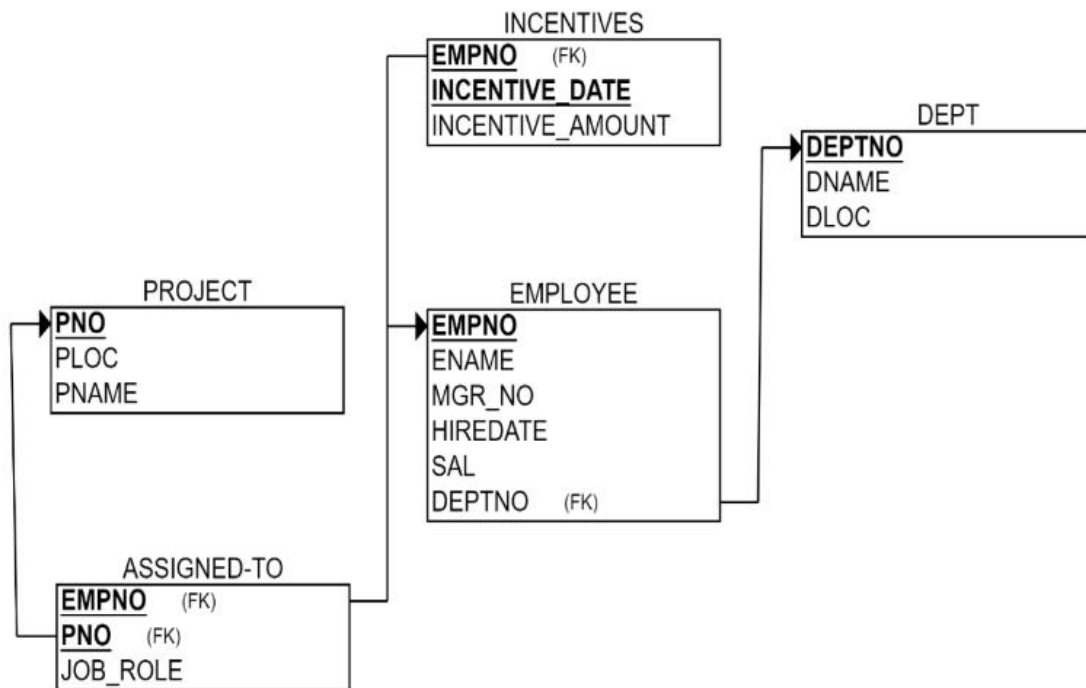 INCENTIVES
EMPNO (FK)
INCENTIVE_DATE
INCENTIVE_AMOUNT
DEPT
DEPTNO
DNAME
DLOC
PROJECT
PNO
PLOC
PNAME
EMPLOYEE
EMPNO
ENAME
MGR_NO
HIREDATE
SAL
DEPTNO (FK)
ASSIGNED-TO
EMPNO (FK)
PNO (FK)
JOB_ROLE